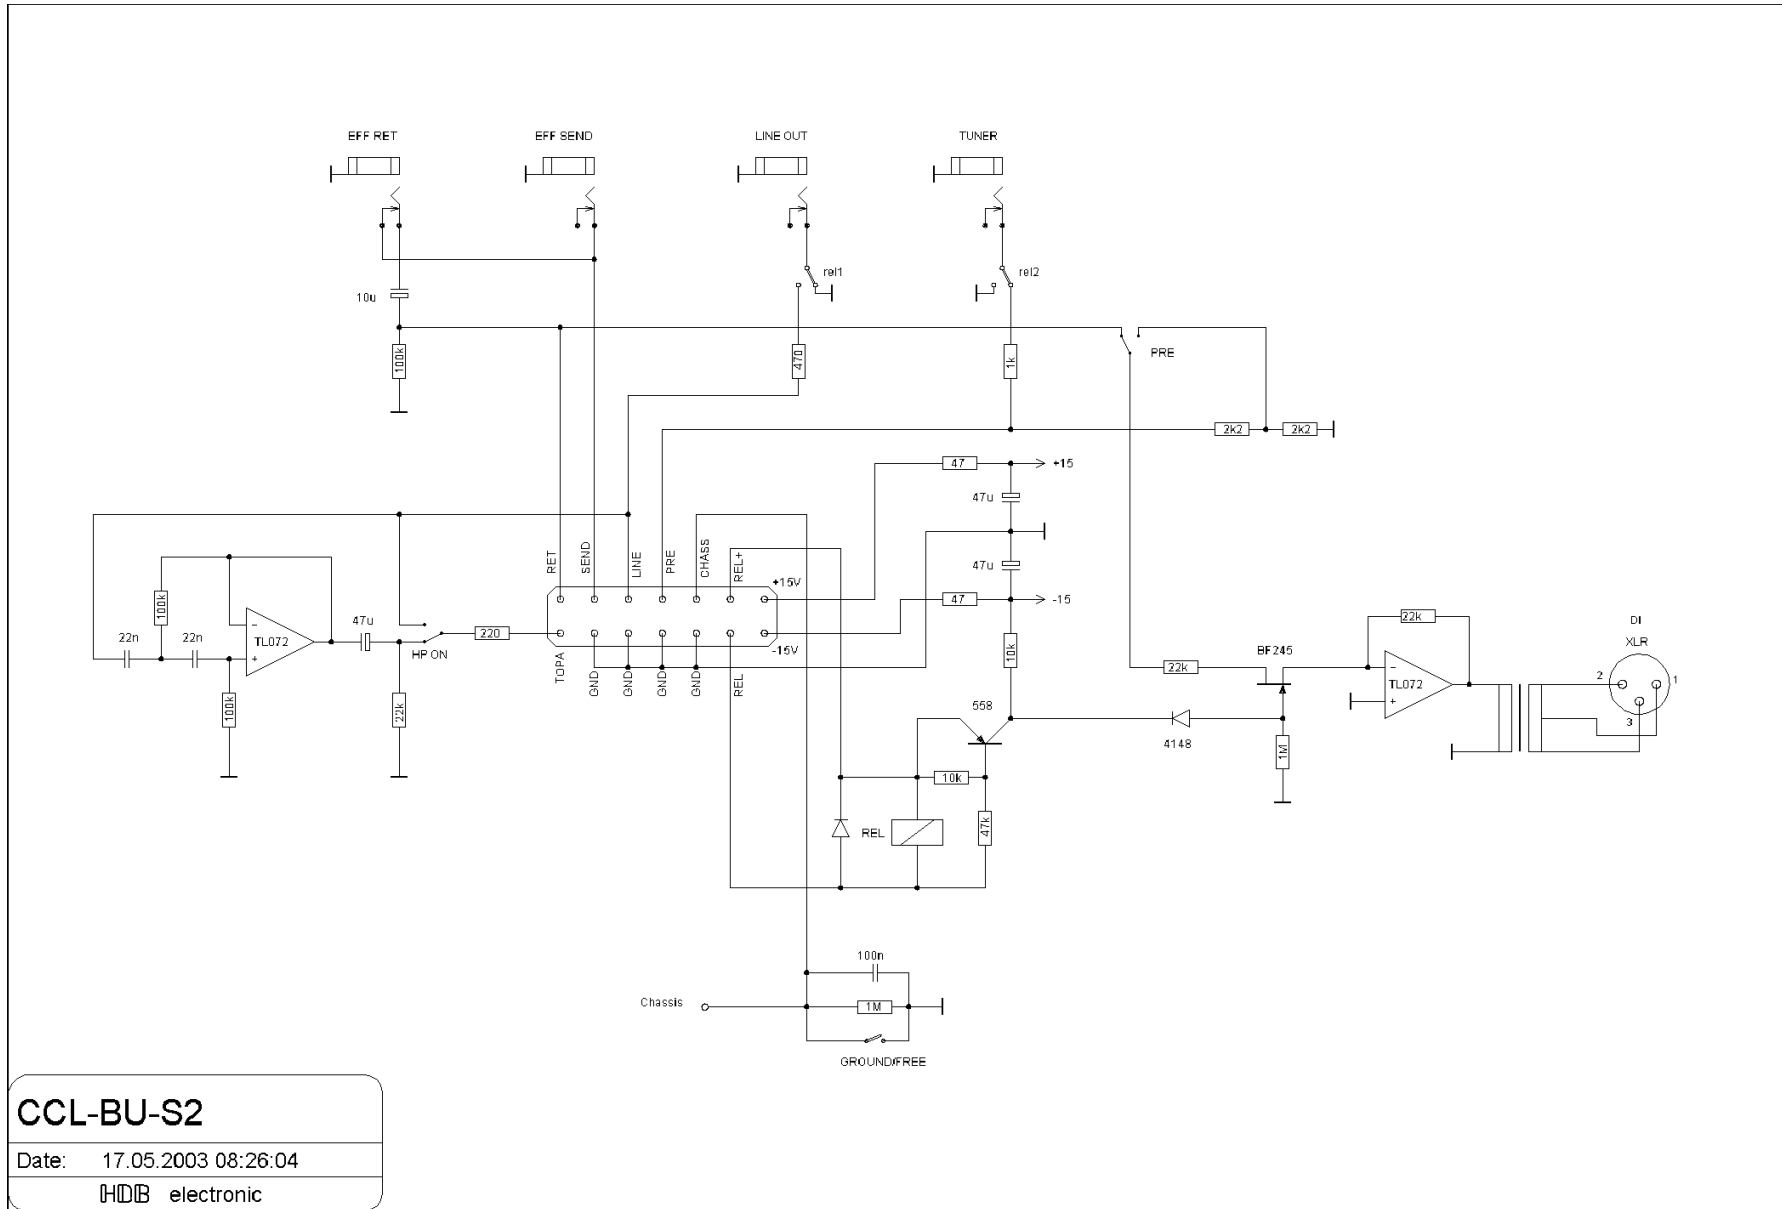 EFF RET
EFF SEND
LINE OUT
TUNER
rel1
rel2
10u
100k
470
1k
PRE
2k2
2k2
47
+15
47u
47u
47
-15
RET
SEND
LINE
PRE
CHASS
REL+
+15V
100k
22n
22n
TL072
47u
HP ON
220
TOPA
GND
GND
GND
GND
REL
-15V
100k
22k
10k
558
4148
22k
BF245
1M
22k
TL072
DI
XLR
2
1
3
10k
47k
REL
100n
Chassis
1M
GROUND/FREE
CCL-BU-S2
Date: 17.05.2003 08:26:04
HDB electronic
- + - +